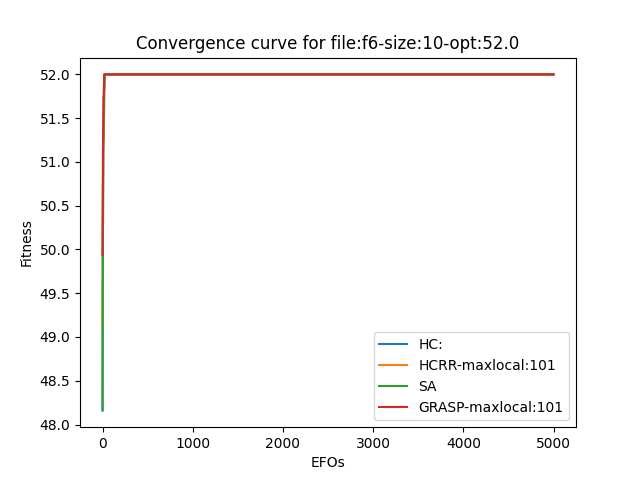 Convergence curve for file:f6-size:10-opt:52.0
52.0
51.5
51.0
50.5
50.0
49.5
49.0
48.5
48.0
Fitness
HC:
HCRR-maxlocal:101
SA
GRASP-maxlocal:101
0 1000 2000 3000 4000 5000
EFOs